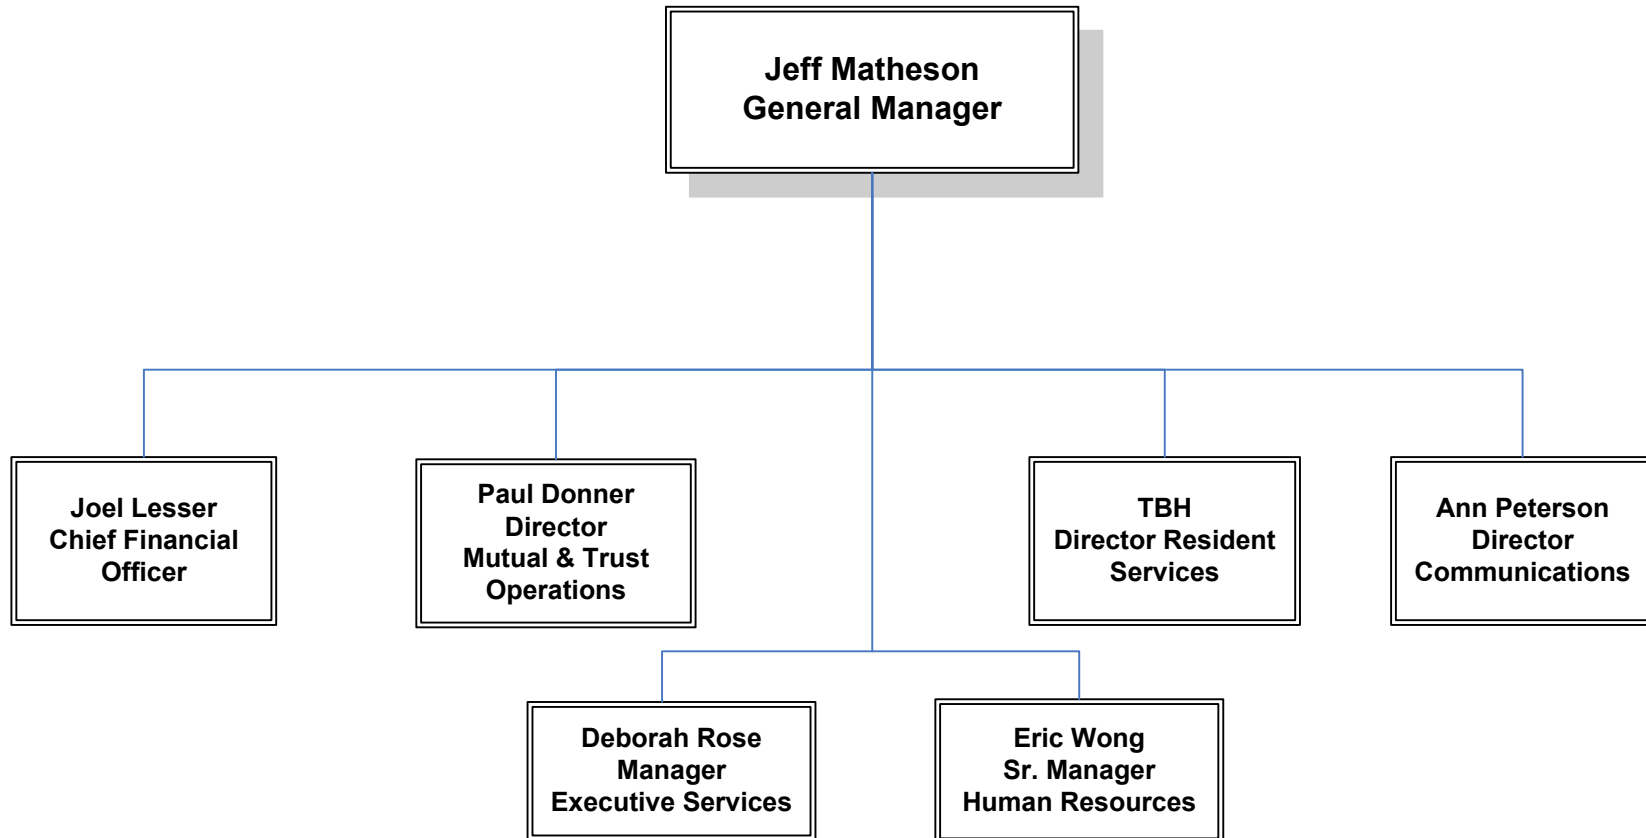 Jeff Matheson
General Manager
Joel Lesser
Chief Financial
Officer
Paul Donner
Director
Mutual & Trust
Operations
TBH
Director Resident
Services
Ann Peterson
Director
Communications
Deborah Rose
Manager
Executive Services
Eric Wong
Sr. Manager
Human Resources